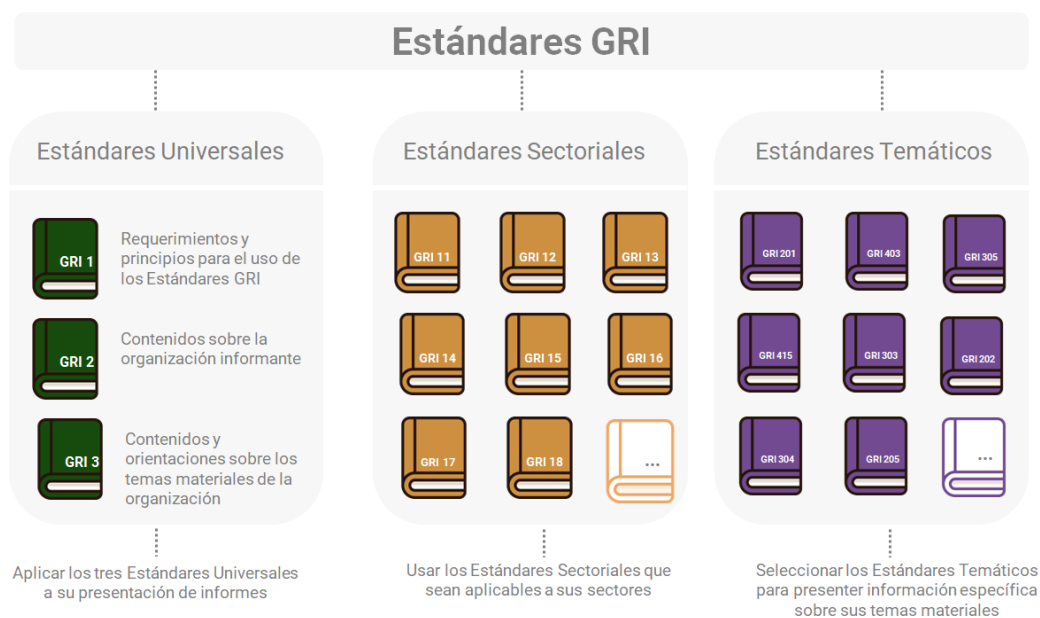 Estándares GRI
Estándares Universales
GRI 1
Requerimientos y
principios para el uso de
los Estándares GRI
GRI 2
Contenidos sobre la
organización informante
GRI 3
Contenidos y
orientaciones sobre los
temas materiales de la
organización
Aplicar los tres Estándares Universales
a su presentación de informes
Estándares Sectoriales
GRI 11
GRI 12
GRI 13
GRI 14
GRI 15
GRI 16
GRI 17
GRI 18
...
Usar los Estándares Sectoriales que
sean aplicables a sus sectores
Estándares Temáticos
GRI 201
GRI 403
GRI 305
GRI 415
GRI 303
GRI 202
GRI 304
GRI 205
...
Seleccionar los Estándares Temáticos
para presentar información específica
sobre sus temas materiales